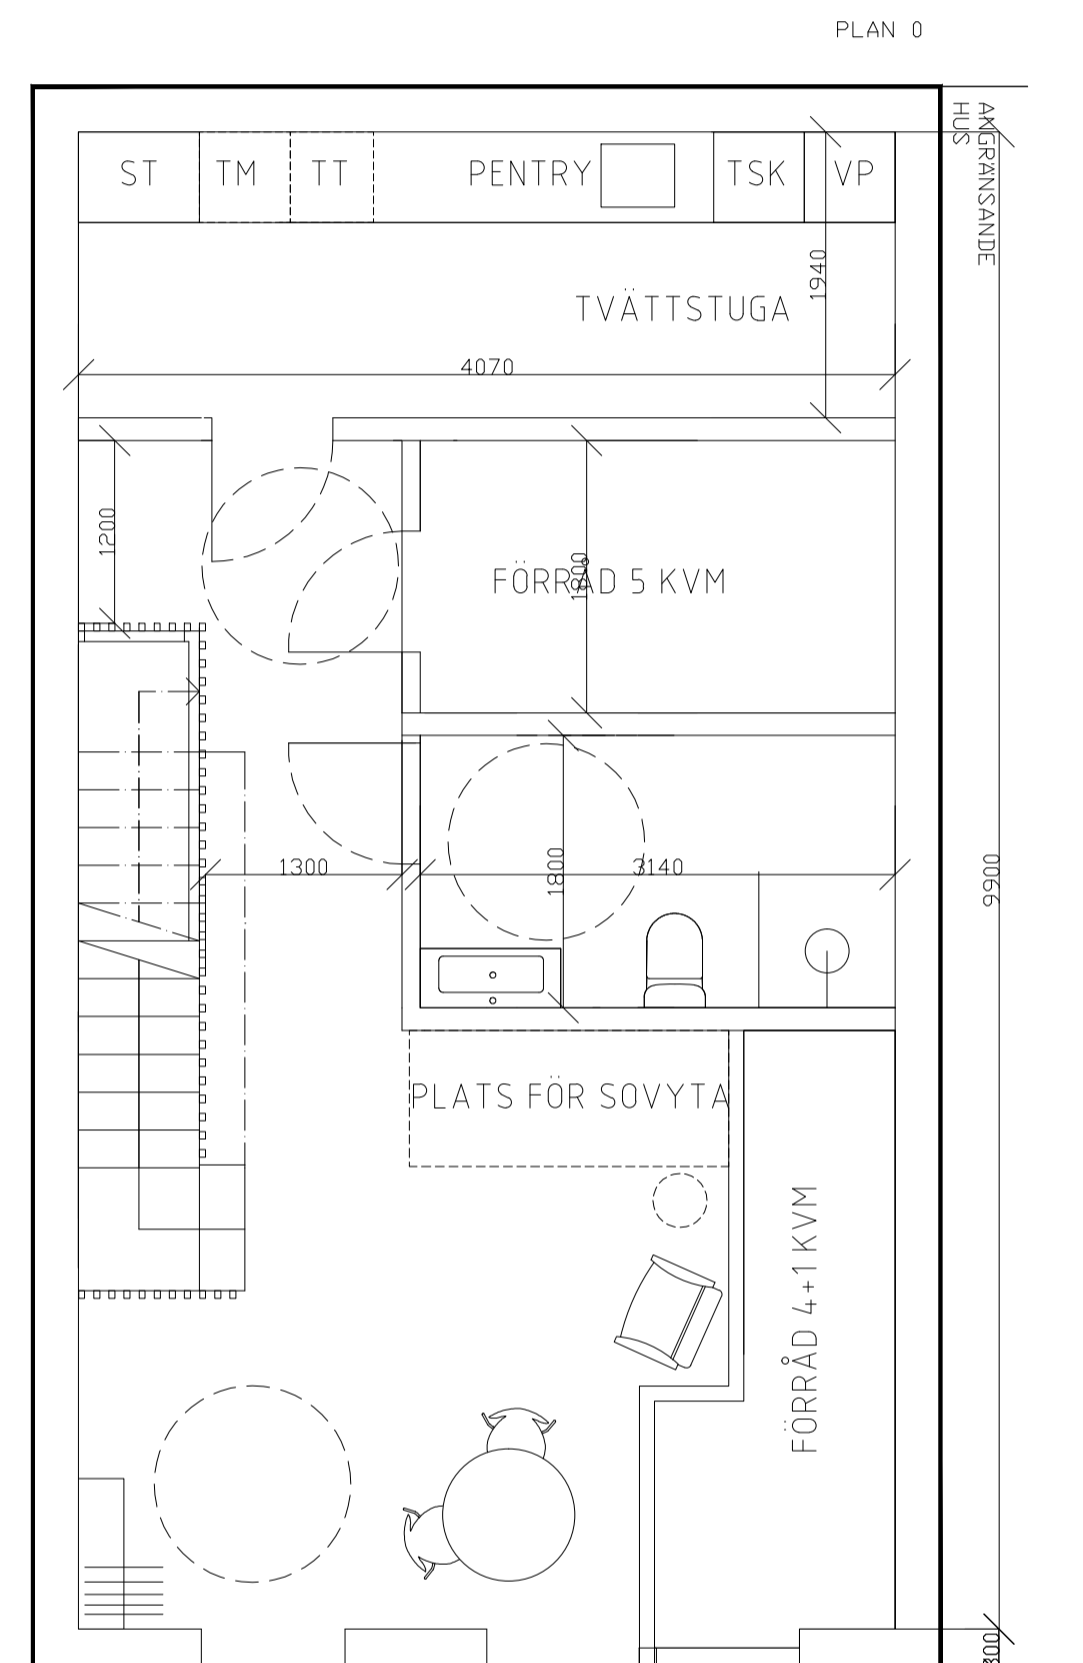 PLAN 0
ANGRÄNSANDE
HUS
ST
TM
TT
PENTRY
TSK
VP
1940
TVÄTTSTUGA
4070
1200
1800
FÖRRÅD 5 KVM
1300
1800
3140
9900
PLATS FÖR SOVYTA
FÖRRÅD 4+1 KVM